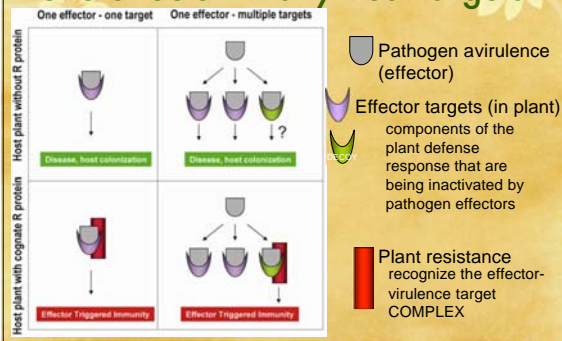 One effector - one target
One effector - multiple targets
Host plant without R protein
?
Disease, host colonization
Disease, host colonization
Host plant with cognate R protein
Effector Triggered Immunity
Effector Triggered Immunity
Pathogen avirulence
(effector)
Effector targets (in plant)
DECOY
components of the
plant defense
response that are
being inactivated by
pathogen effectors
Plant resistance
recognize the effector-
virulence target
COMPLEX